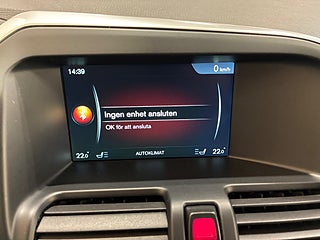 14:39
0 km/h
Ingen enhet ansluten
OK för att ansluta
22.0° AUTOKLIMAT 22.0°